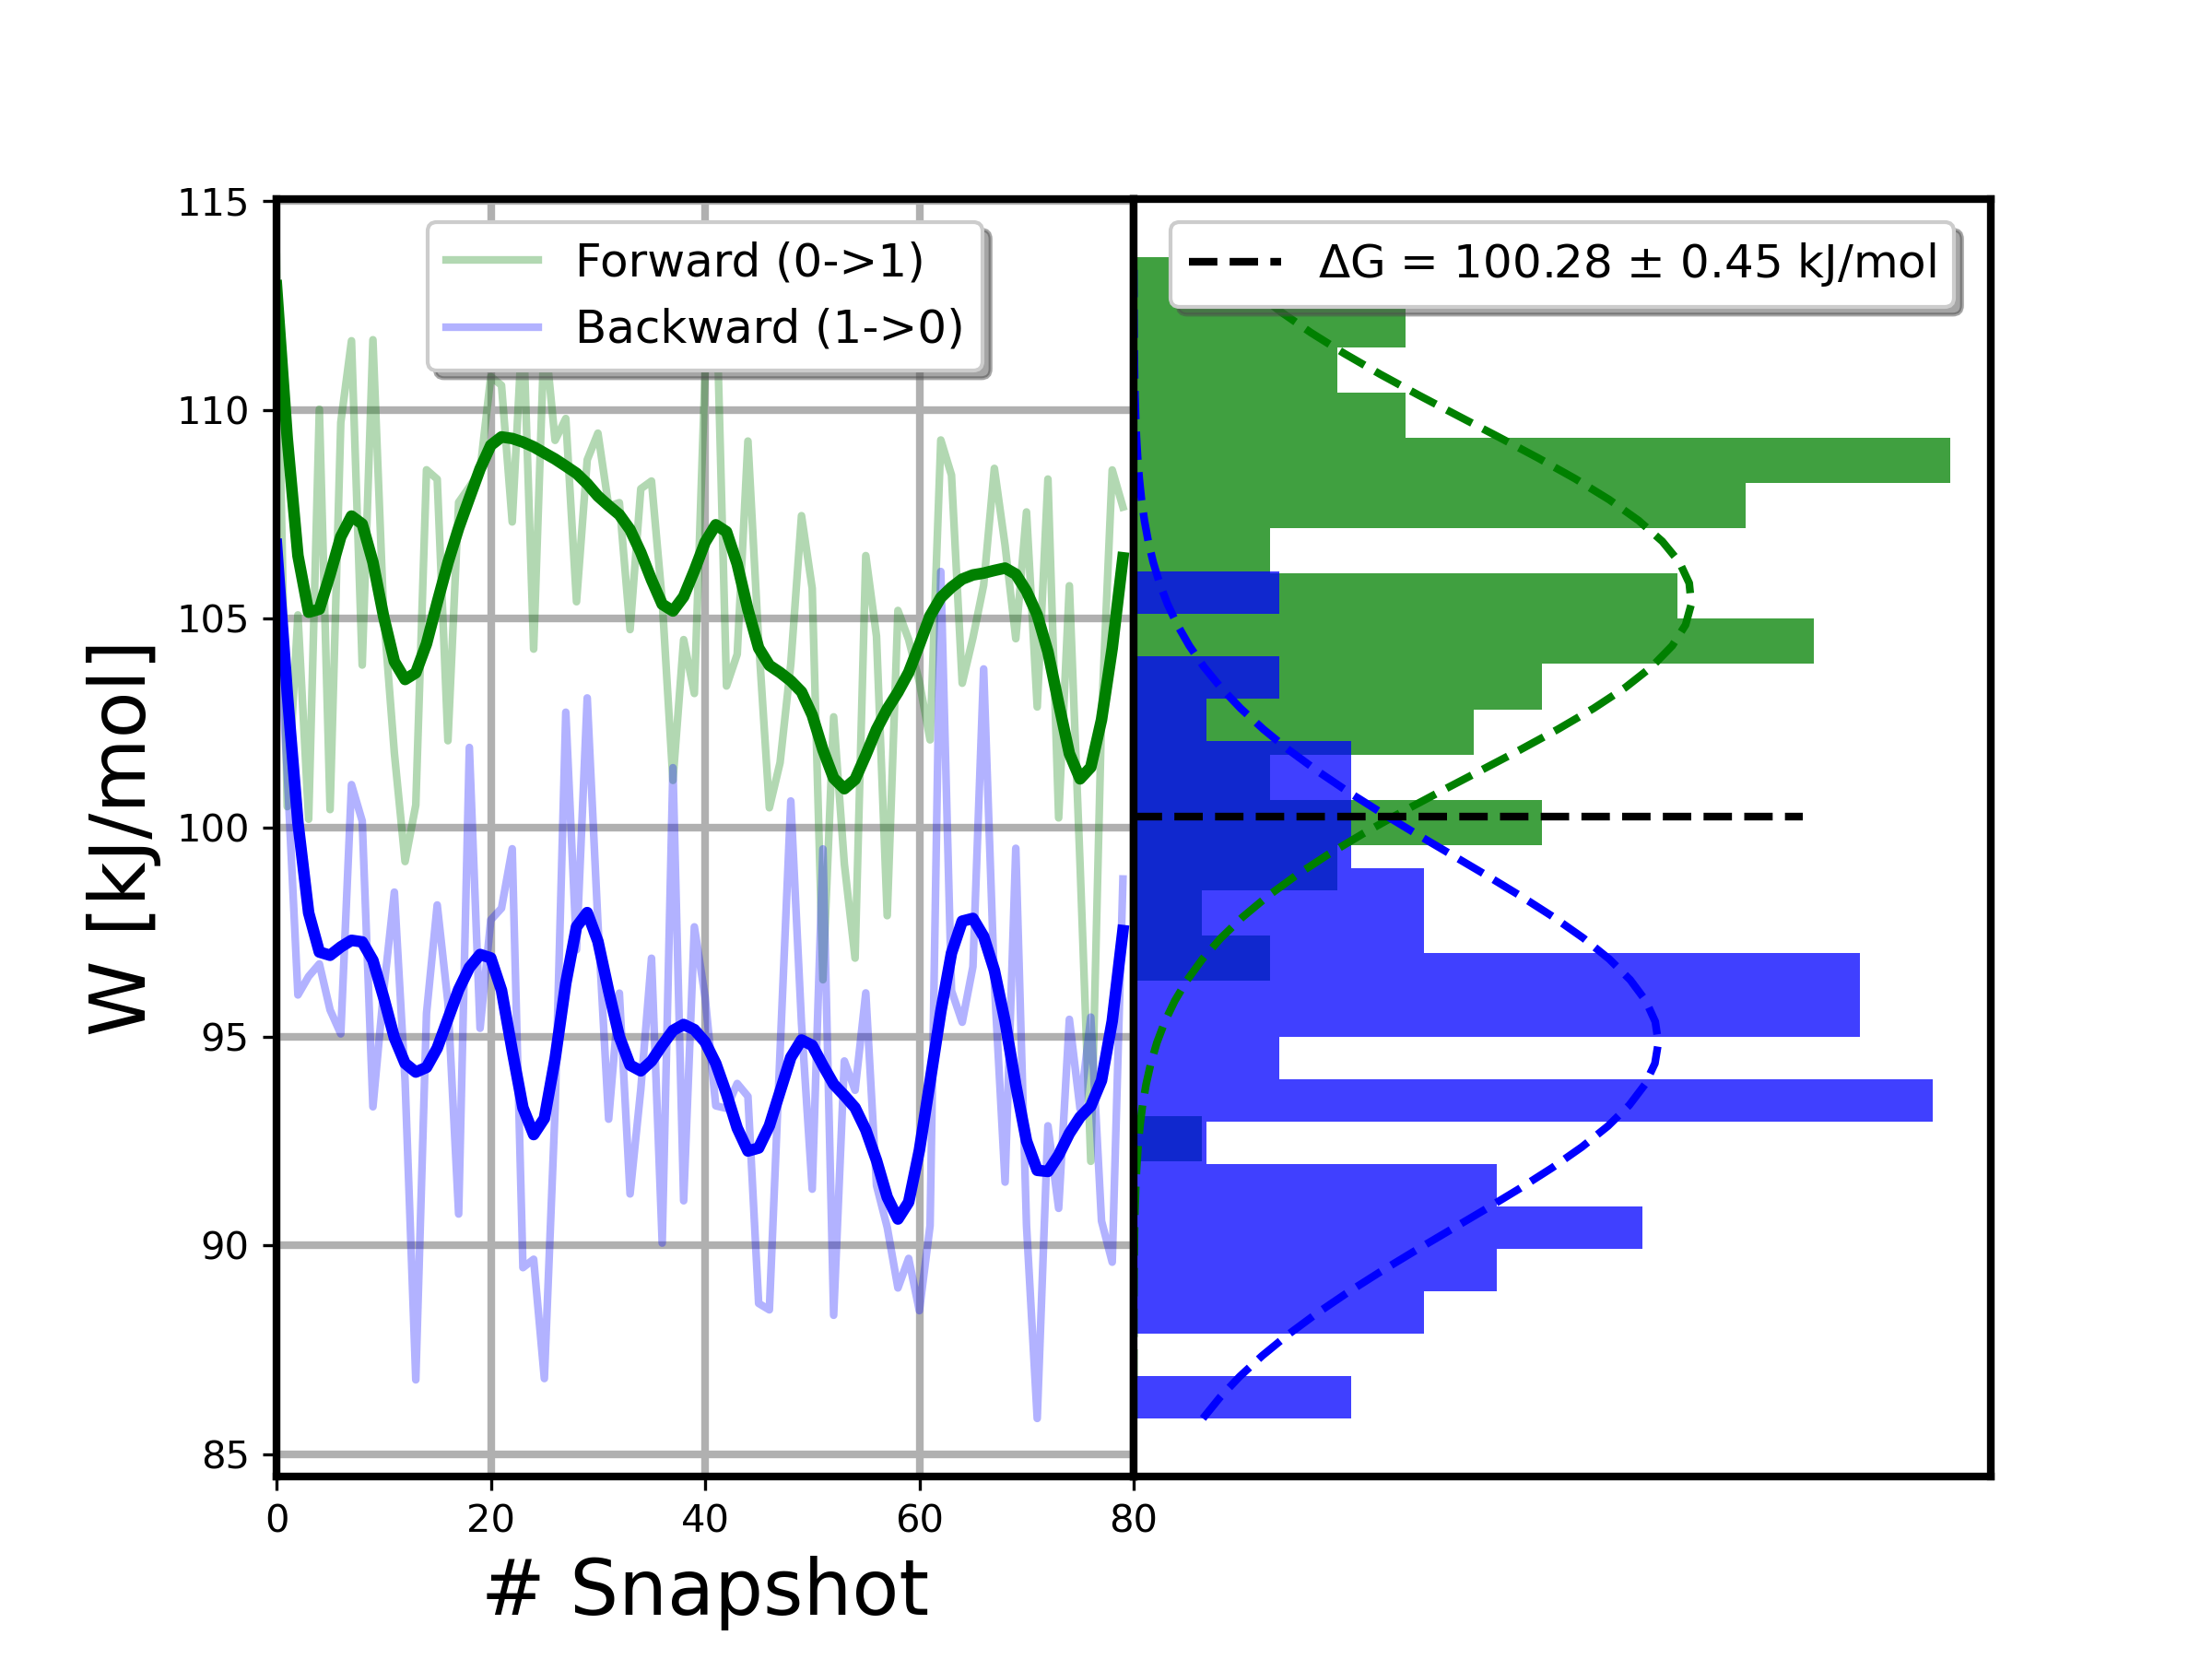 115
110
105
100
95
90
85
W [kJ/mol]
0
20
40
60
80
# Snapshot
Forward (0->1)
Backward (1->0)
ΔG = 100.28 ± 0.45 kJ/mol